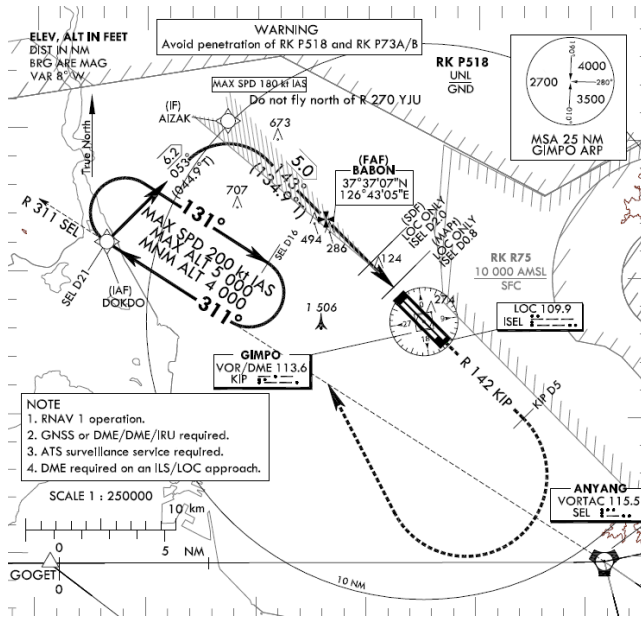 ELEV, ALT IN FEET
DIST IN NM
BRG ARE MAG
VAR 8° W
WARNING
Avoid penetration of RK P518 and RK P73A/B
RK P518
UNL
GND
060°
4000
2700
280°
3500
010°
MSA 25 NM
GIMPO ARP
MAX SPD 180 kt IAS
Do not fly north of R 270 YJU
(IF)
AIZAK
673
True North
6.2
053°
(044.9°T)
5.0
143°
(134.9°T)
(FAF)
BABON
37°37'07"N
126°43'05"E
R 311 SEL
707
131°
MAX SPD 200 kt IAS
MAX ALT 5 000
MNM ALT 4 000
311°
SEL D16
SEL D21
(IAF)
DOKDO
494
286
(SDF)
LOC ONLY
ISEL D2.0
(MAPt)
LOC ONLY
ISEL D0.8
124
RK R75
10 000 AMSL
SFC
274
0
9
18
27
1 506
LOC 109.9
ISEL
GIMPO
VOR/DME 113.6
KIP
R 142 KIP
KIP D5
NOTE
1. RNAV 1 operation.
2. GNSS or DME/DME/IRU required.
3. ATS surveillance service required.
4. DME required on an ILS/LOC approach.
SCALE 1 : 250000
10 km
0
5
NM
0
GOGET
10 NM
ANYANG
VORTAC 115.5
SEL